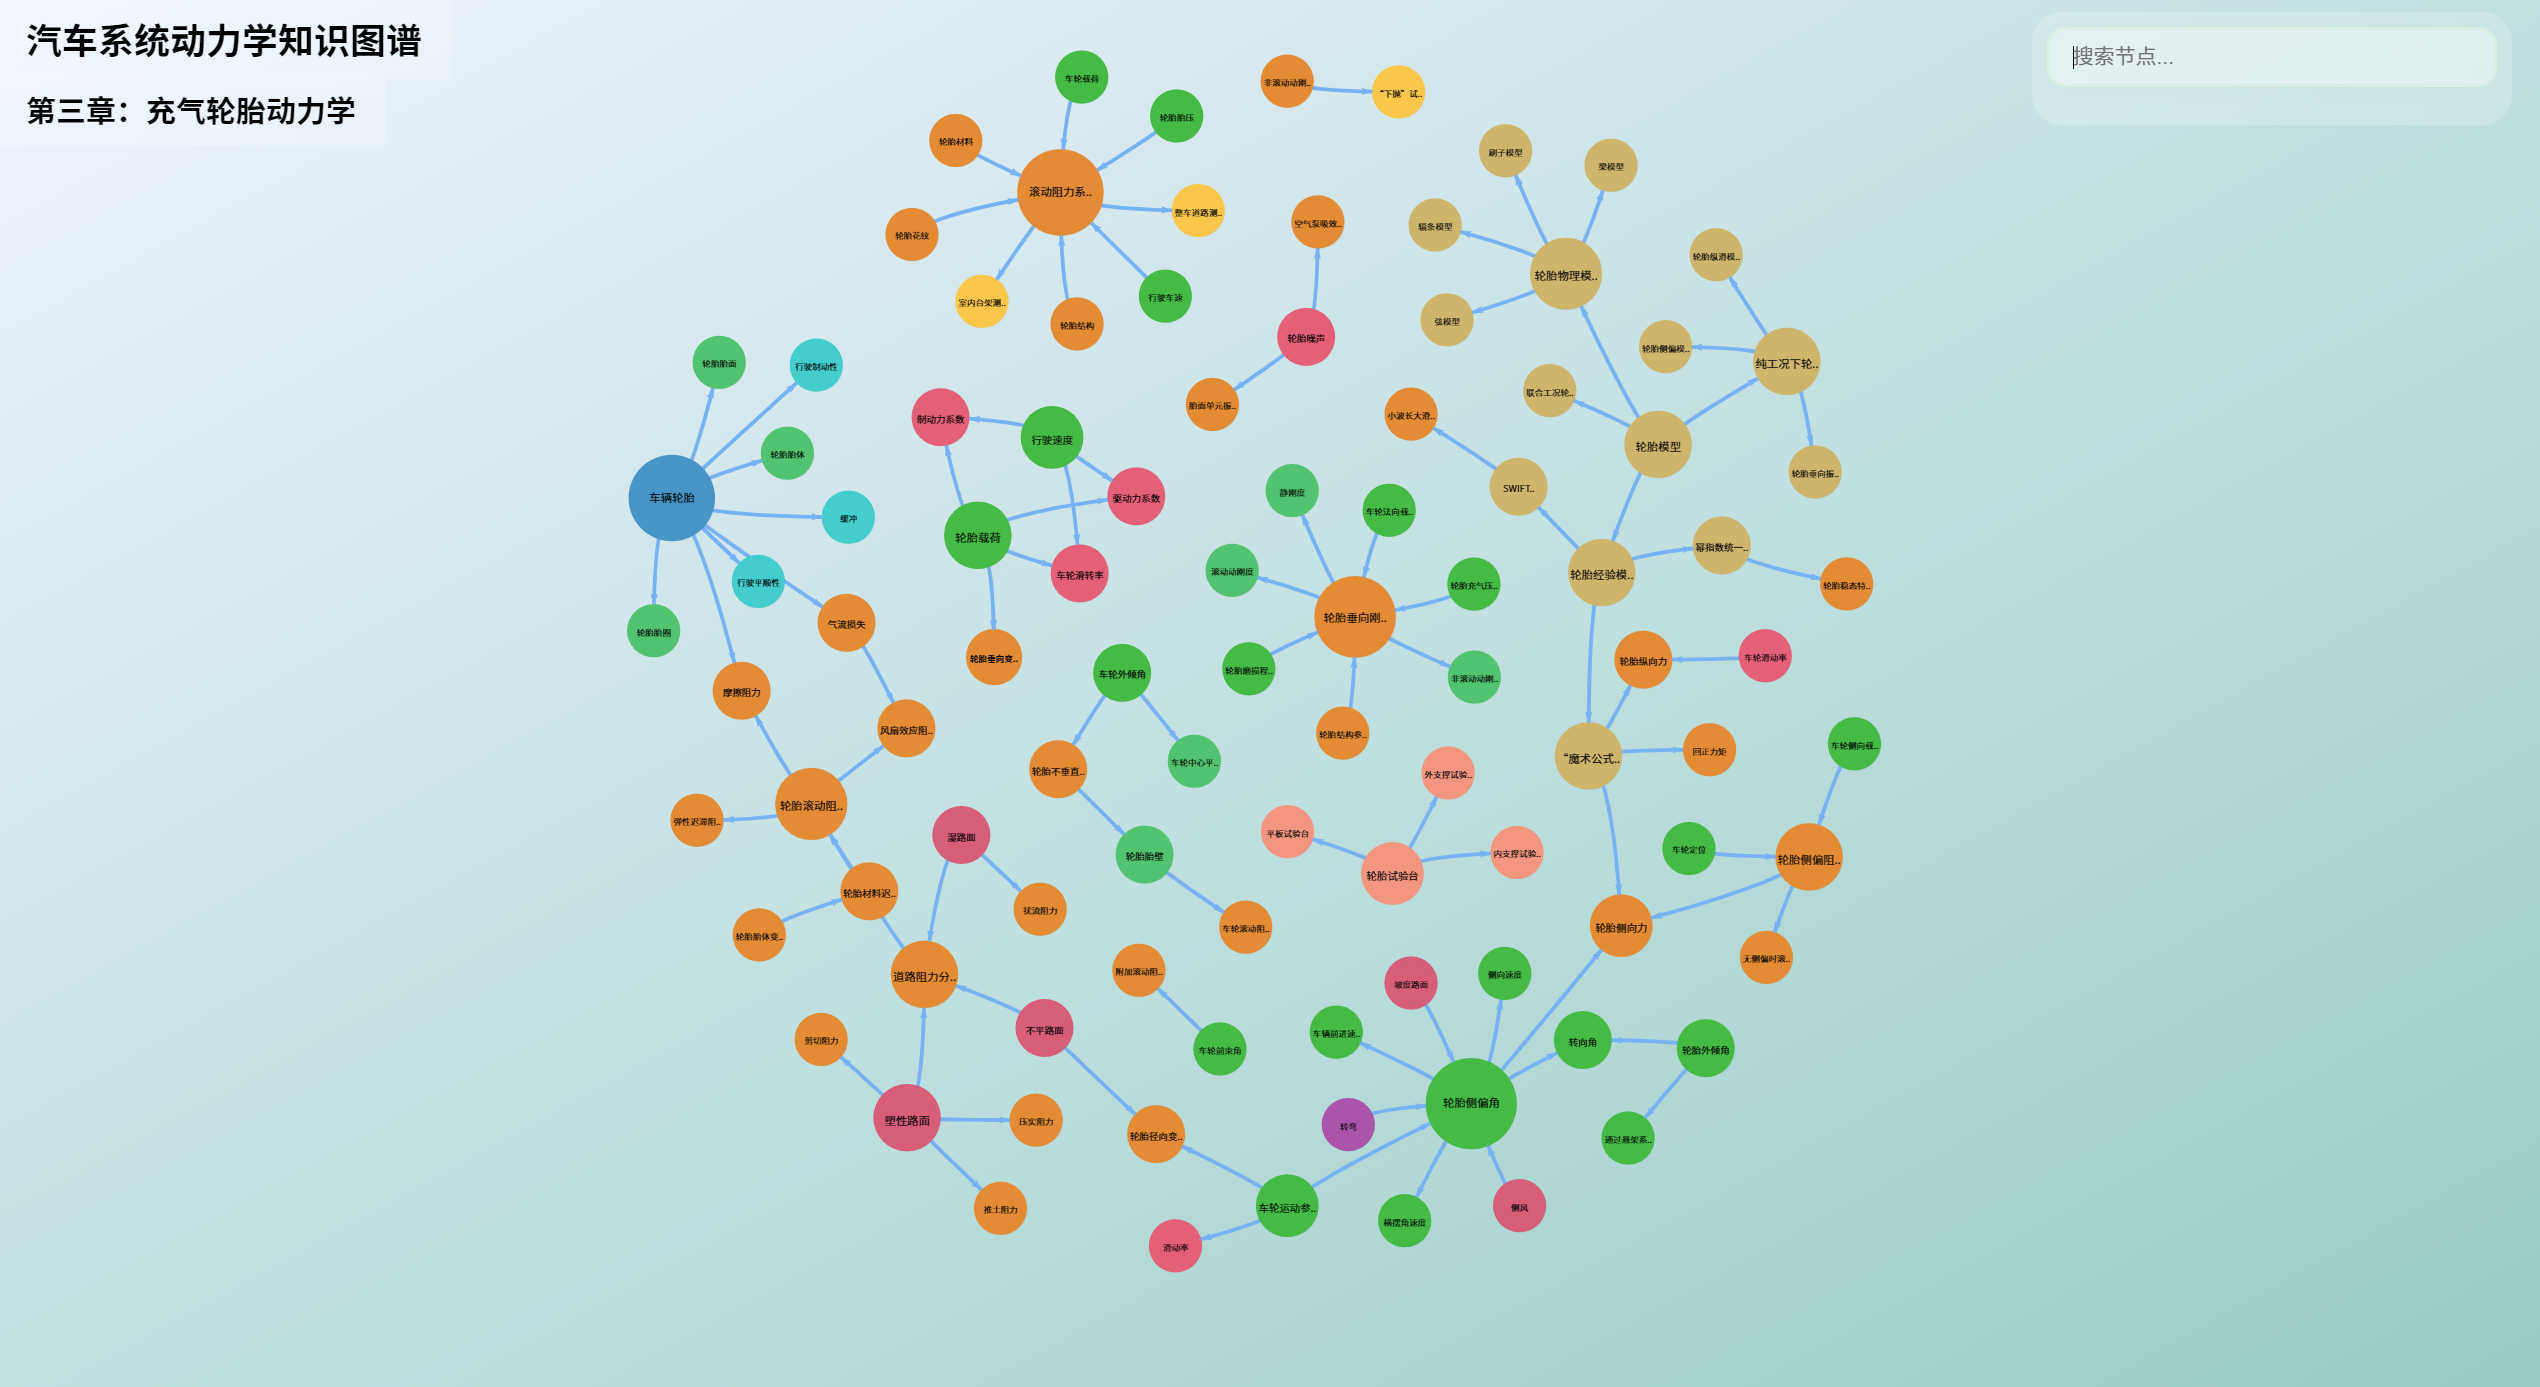 汽车系统动力学知识图谱
第三章：充气轮胎动力学
搜索节点...
车轮载荷
轮胎胎压
轮胎材料
滚动阻力系..
轮胎花纹
整车道路测..
室内台架测..
行驶车速
轮胎结构
非滚动动刚..
“下抛”试..
空气泵吸效..
轮胎噪声
胎面单元振..
刷子模型
梁模型
辐条模型
轮胎物理模..
弦模型
轮胎纵滑模..
轮胎侧偏模..
纯工况下轮..
联合工况轮..
轮胎模型
轮胎垂向振..
小波长大滑..
SWIFT..
轮胎经验模..
幂指数统一..
轮胎稳态特..
轮胎胎面
行驶制动性
轮胎胎体
车辆轮胎
缓冲
行驶平顺性
轮胎胎圈
气流损失
摩擦阻力
风扇效应阻..
轮胎滚动阻..
弹性迟滞阻..
轮胎材料迟..
轮胎胎体变..
制动力系数
行驶速度
驱动力系数
轮胎载荷
车轮滑转率
轮胎垂向变..
静刚度
车轮法向载..
滚动动刚度
轮胎充气压..
轮胎垂向刚..
轮胎磨损程..
非滚动动刚..
轮胎结构参..
车轮外倾角
轮胎不垂直..
车轮中心平..
轮胎胎壁
车轮滚动阻..
外支撑试验..
平板试验台
内支撑试验..
轮胎试验台
轮胎纵向力
车轮滑动率
“魔术公式..
回正力矩
车轮侧向载..
车轮定位
轮胎侧偏阻..
轮胎侧向力
无侧偏时滚..
湿路面
扰流阻力
道路阻力分..
不平路面
剪切阻力
塑性路面
压实阻力
推土阻力
附加滚动阻..
车轮前束角
轮胎径向变..
车轮运动参..
滑动率
坡度路面
侧向速度
车辆前进速..
转向角
轮胎外倾角
轮胎侧偏角
转弯
通过悬架系..
横摆角速度
侧风